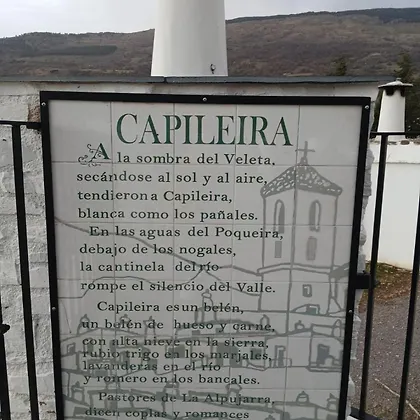 CAPILEIRA
A la sombra del Veleta,
secándose al sol y al aire,
tendieron a Capileira,
blanca como los pañales.
En las aguas del Poqueira,
debajo de los nogales,
la cantinela del río
rompe el silencio del Valle.
Capileira es un belén,
un belén de hueso y carne,
con alta nieve en la sierra,
rubio trigo en los marjales,
lavanderas en el río
y romero en los bancales.
Pastores de La Alpujarra,
dicen coplas y romances